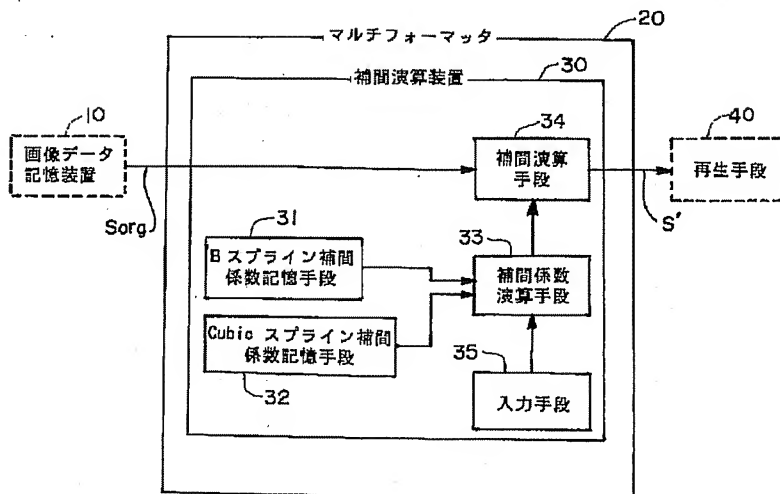 20
マルチフォーマッタ
30
補間演算装置
10
画像データ
記憶装置
Sorg
34
補間演算
手段
40
再生手段
S'
31
Bスプライン補間
係数記憶手段
33
補間係数
演算手段
Cubic スプライン補間
係数記憶手段
32
35
入力手段